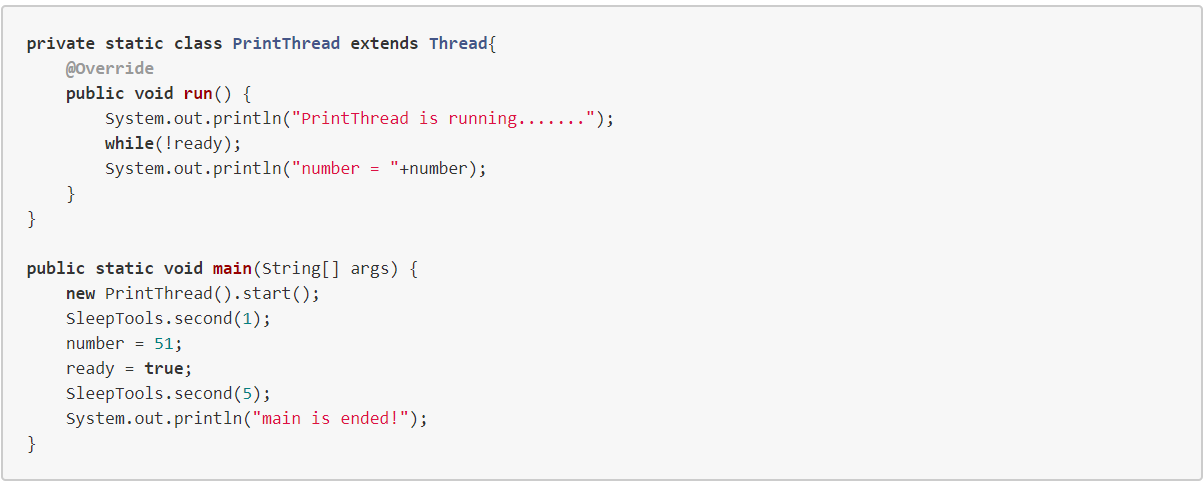 private static class PrintThread extends Thread{
    @Override
    public void run() {
        System.out.println("PrintThread is running.......");
        while(!ready);
        System.out.println("number = "+number);
    }
}
public static void main(String[] args) {
    new PrintThread().start();
    SleepTools.second(1);
    number = 51;
    ready = true;
    SleepTools.second(5);
    System.out.println("main is ended!");
}